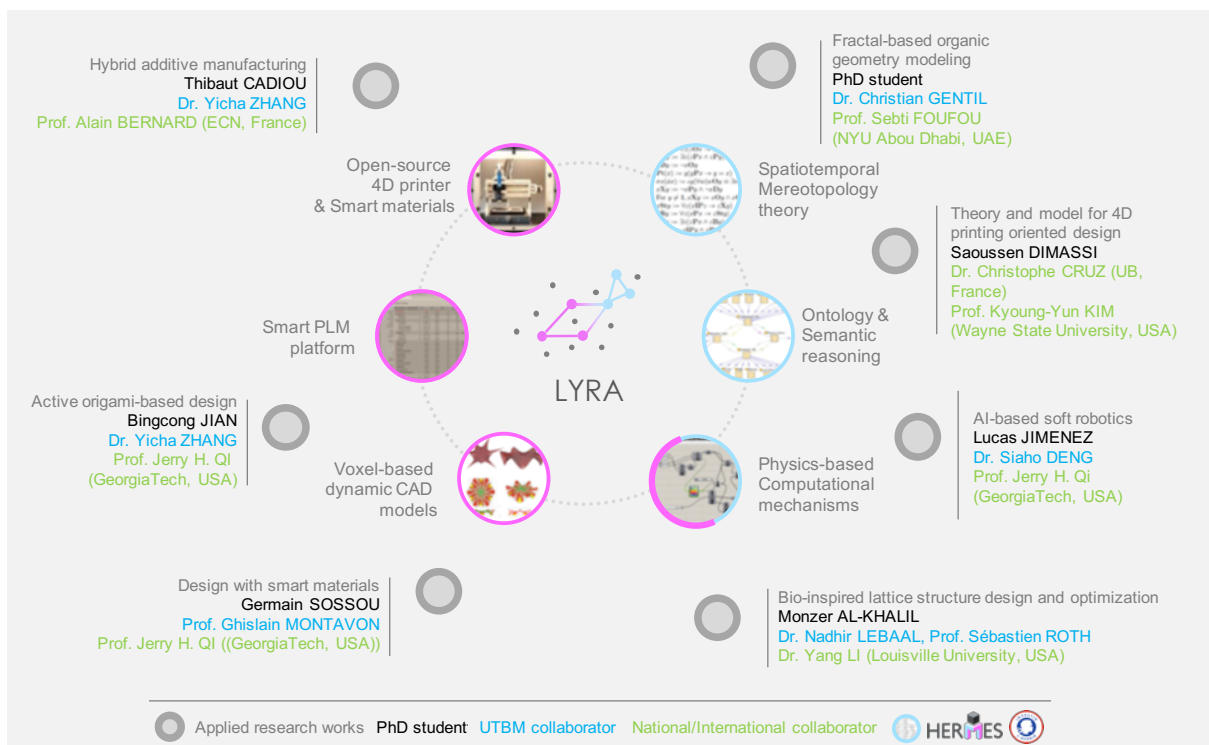 Hybrid additive manufacturing
Thibaut CADIOU
Dr. Yicha ZHANG
Prof. Alain BERNARD (ECN, France)
Fractal-based organic
geometry modeling
PhD student
Dr. Christian GENTIL
Prof. Sebti FOUFOU
(NYU Abou Dhabi, UAE)
Open-source
4D printer
& Smart materials
Spatiotemporal
Mereotopology
theory
Theory and model for 4D
printing oriented design
Saoussen DIMASSI
Dr. Christophe CRUZ (UB,
France)
Prof. Kyoung-Yun KIM
(Wayne State University, USA)
Smart PLM
platform
LYRA
Ontology &
Semantic
reasoning
Active origami-based design
Bingcong JIAN
Dr. Yicha ZHANG
Prof. Jerry H. QI
(GeorgiaTech, USA)
Voxel-based
dynamic CAD
models
Physics-based
Computational
mechanisms
AI-based soft robotics
Lucas JIMENEZ
Dr. Siaho DENG
Prof. Jerry H. Qi
(GeorgiaTech, USA)
Design with smart materials
Germain SOSSOU
Prof. Ghislain MONTAVON
Prof. Jerry H. QI ((GeorgiaTech, USA))
Bio-inspired lattice structure design and optimization
Monzer AL-KHALIL
Dr. Nadhir LEBAAL, Prof. Sébastien ROTH
Dr. Yang LI (Louisville University, USA)
Applied research works PhD student UTBM collaborator National/International collaborator HERMES